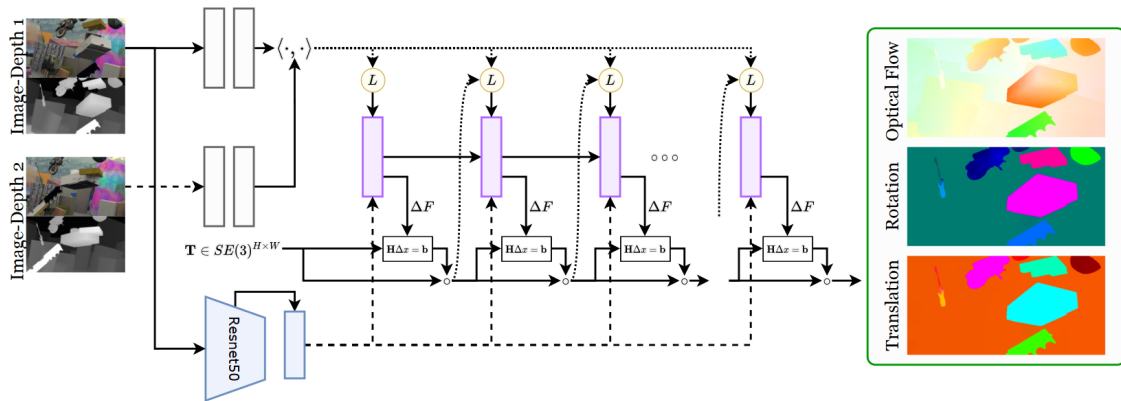 Image-Depth 1
Image-Depth 2
⟨·,·⟩
L
L
L
L
ΔF
ΔF
ΔF
ΔF
T ∈ SE(3)^{H×W}
HΔx = b
HΔx = b
HΔx = b
HΔx = b
Resnet50
Optical Flow
Rotation
Translation